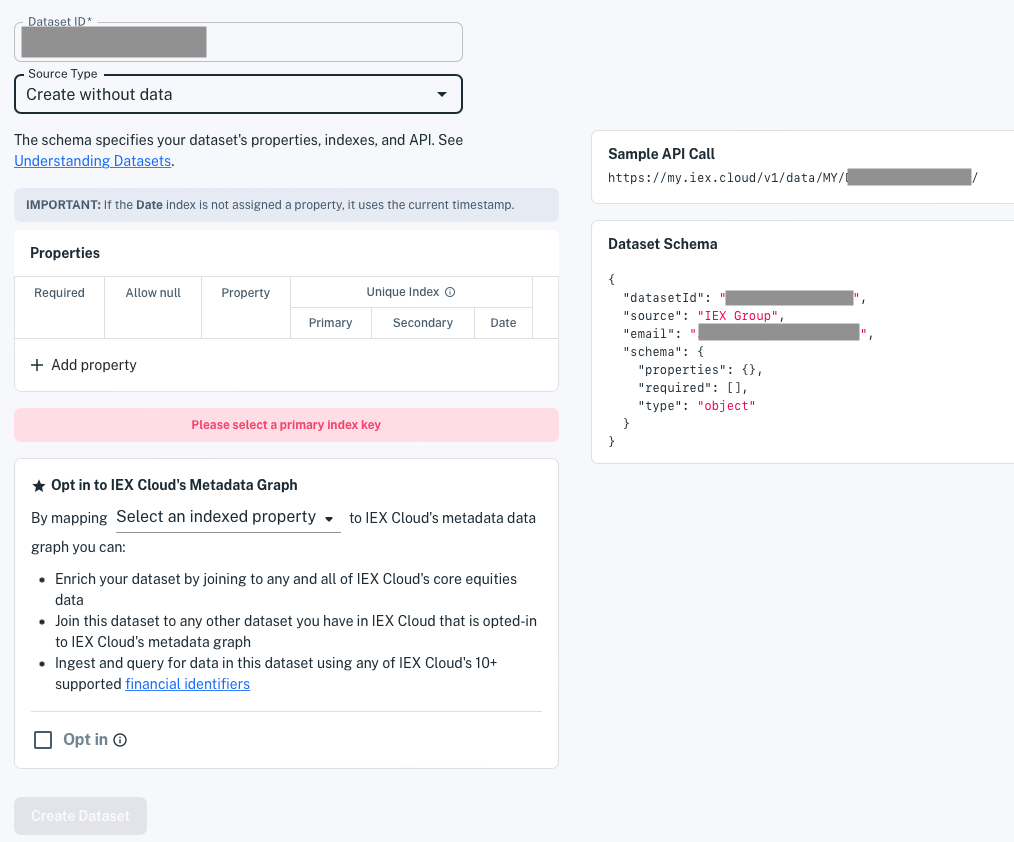 Dataset ID*
Source Type
Create without data
The schema specifies your dataset's properties, indexes, and API. See
Understanding Datasets.
IMPORTANT: If the Date index is not assigned a property, it uses the current timestamp.
Properties
Required
Allow null
Property
Unique Index
Primary
Secondary
Date
+ Add property
Please select a primary index key
★ Opt in to IEX Cloud's Metadata Graph
By mapping Select an indexed property to IEX Cloud's metadata data
graph you can:
• Enrich your dataset by joining to any and all of IEX Cloud's core equities
data
• Join this dataset to any other dataset you have in IEX Cloud that is opted-in
to IEX Cloud's metadata graph
• Ingest and query for data in this dataset using any of IEX Cloud's 10+
supported financial identifiers
Opt in
Create Dataset
Sample API Call
https://my.iex.cloud/v1/data/MY/ /
Dataset Schema
{
"datasetId": " ",
"source": "IEX Group",
"email": " ",
"schema": {
"properties": {},
"required": [],
"type": "object"
}
}